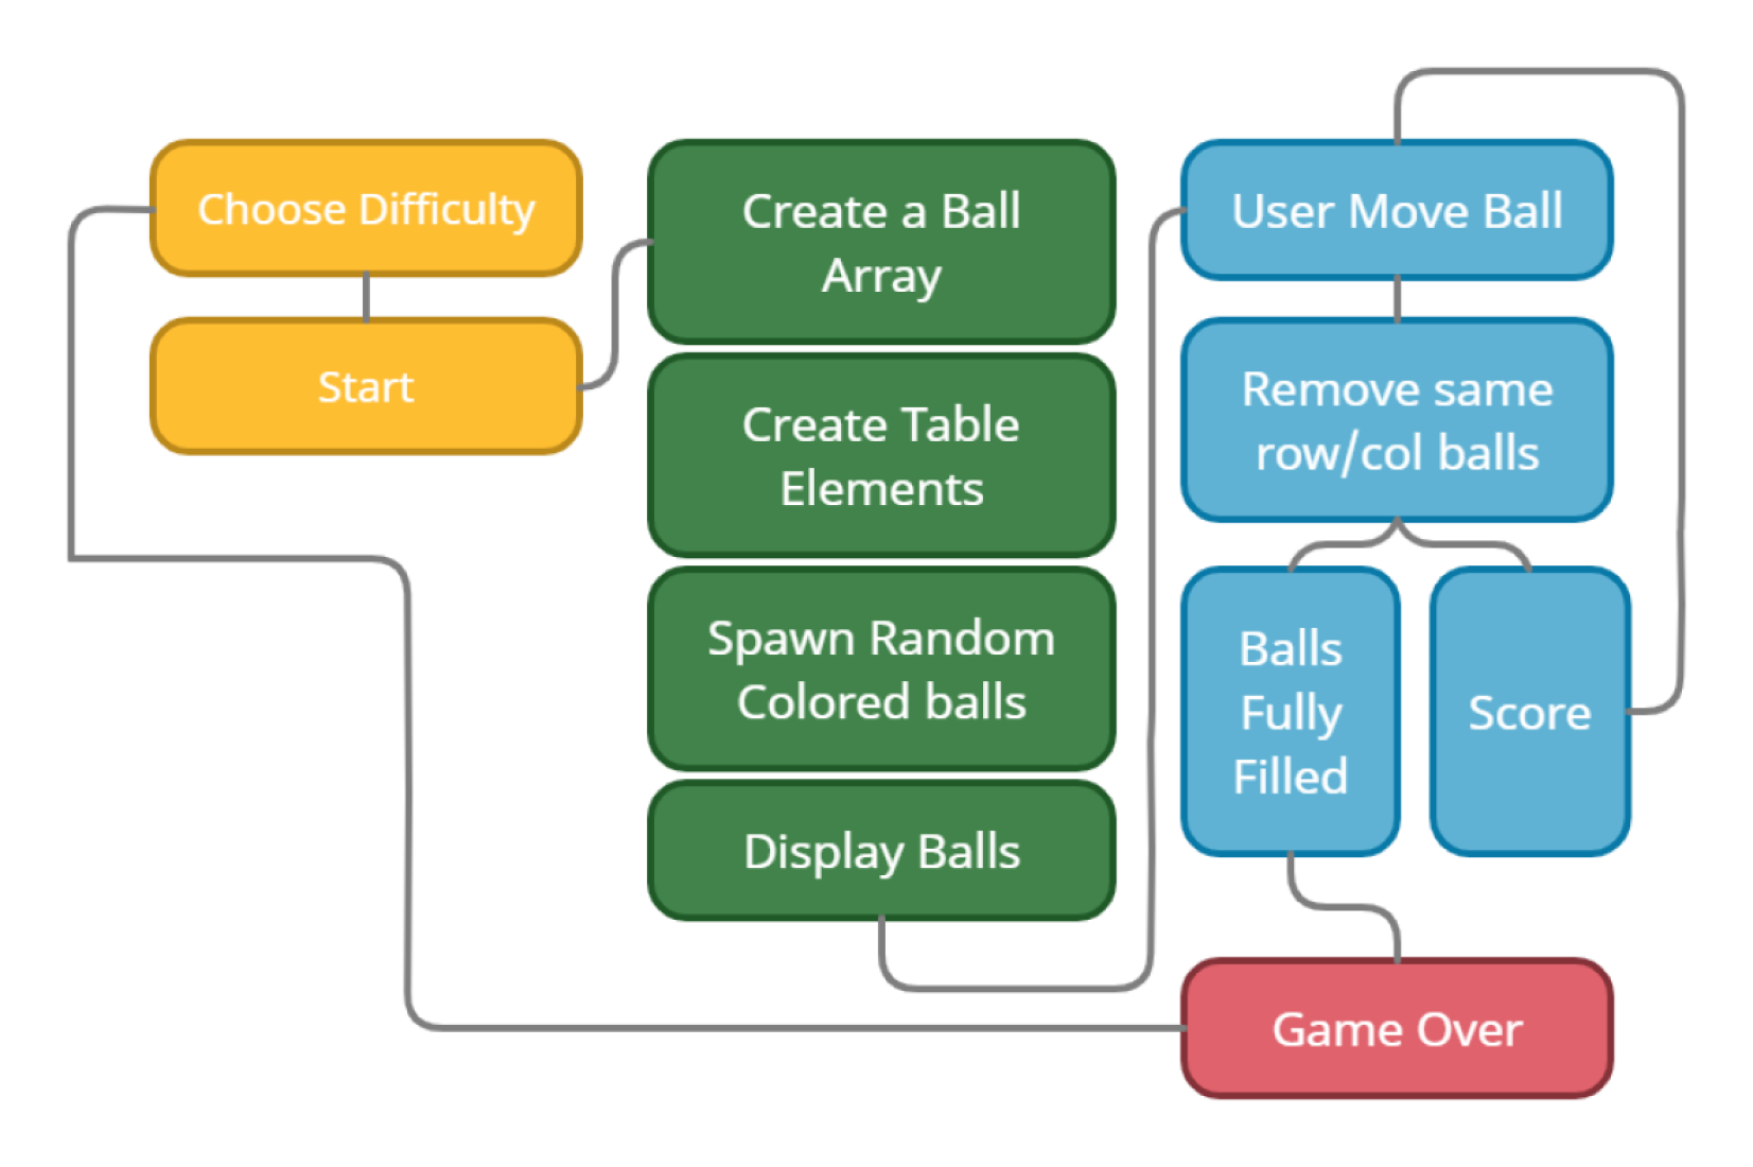 Choose Difficulty
Start
Create a Ball
Array
Create Table
Elements
Spawn Random
Colored balls
Display Balls
User Move Ball
Remove same
row/col balls
Balls
Fully
Filled
Score
Game Over